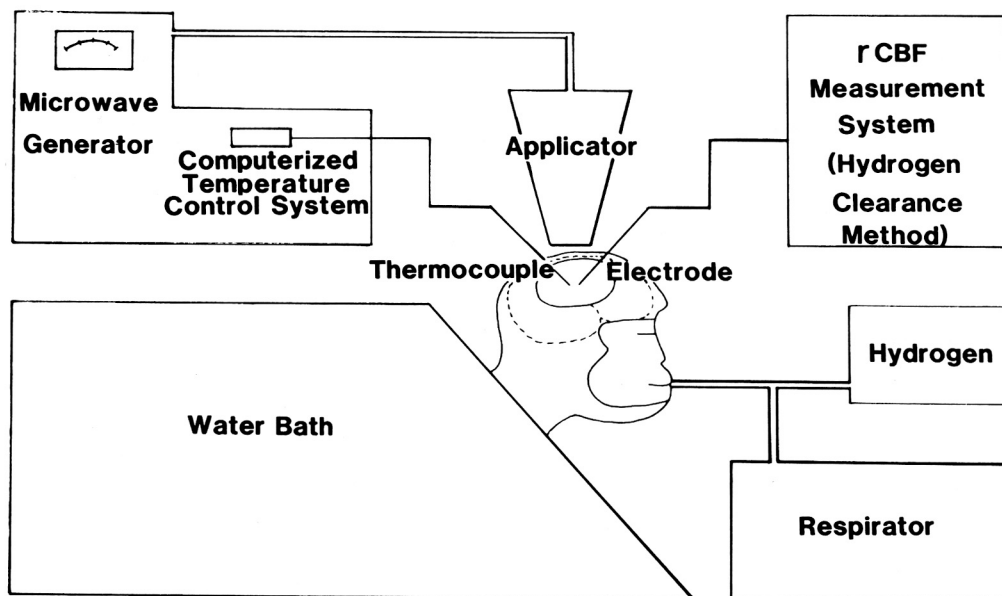 Microwave
Generator
Computerized
Temperature
Control System
Applicator
r CBF
Measurement
System
(Hydrogen
Clearance
Method)
Thermocouple
Electrode
Hydrogen
Water Bath
Respirator